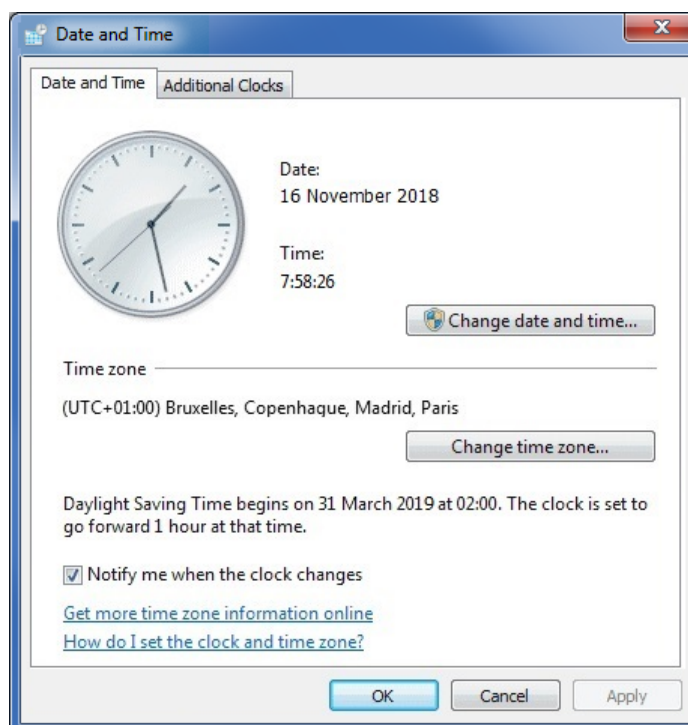 Date and Time
Date and Time
Additional Clocks
Date:
16 November 2018
Time:
7:58:26
Change date and time...
Time zone
(UTC+01:00) Bruxelles, Copenhaque, Madrid, Paris
Change time zone...
Daylight Saving Time begins on 31 March 2019 at 02:00. The clock is set to
go forward 1 hour at that time.
Notify me when the clock changes
Get more time zone information online
How do I set the clock and time zone?
OK
Cancel
Apply